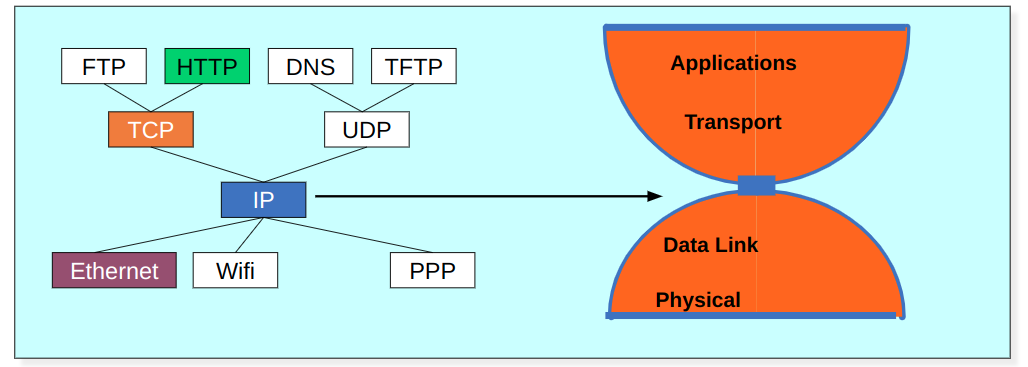 FTP HTTP DNS TFTP
TCP UDP
IP
Ethernet Wifi PPP
Applications
Transport
Data Link
Physical